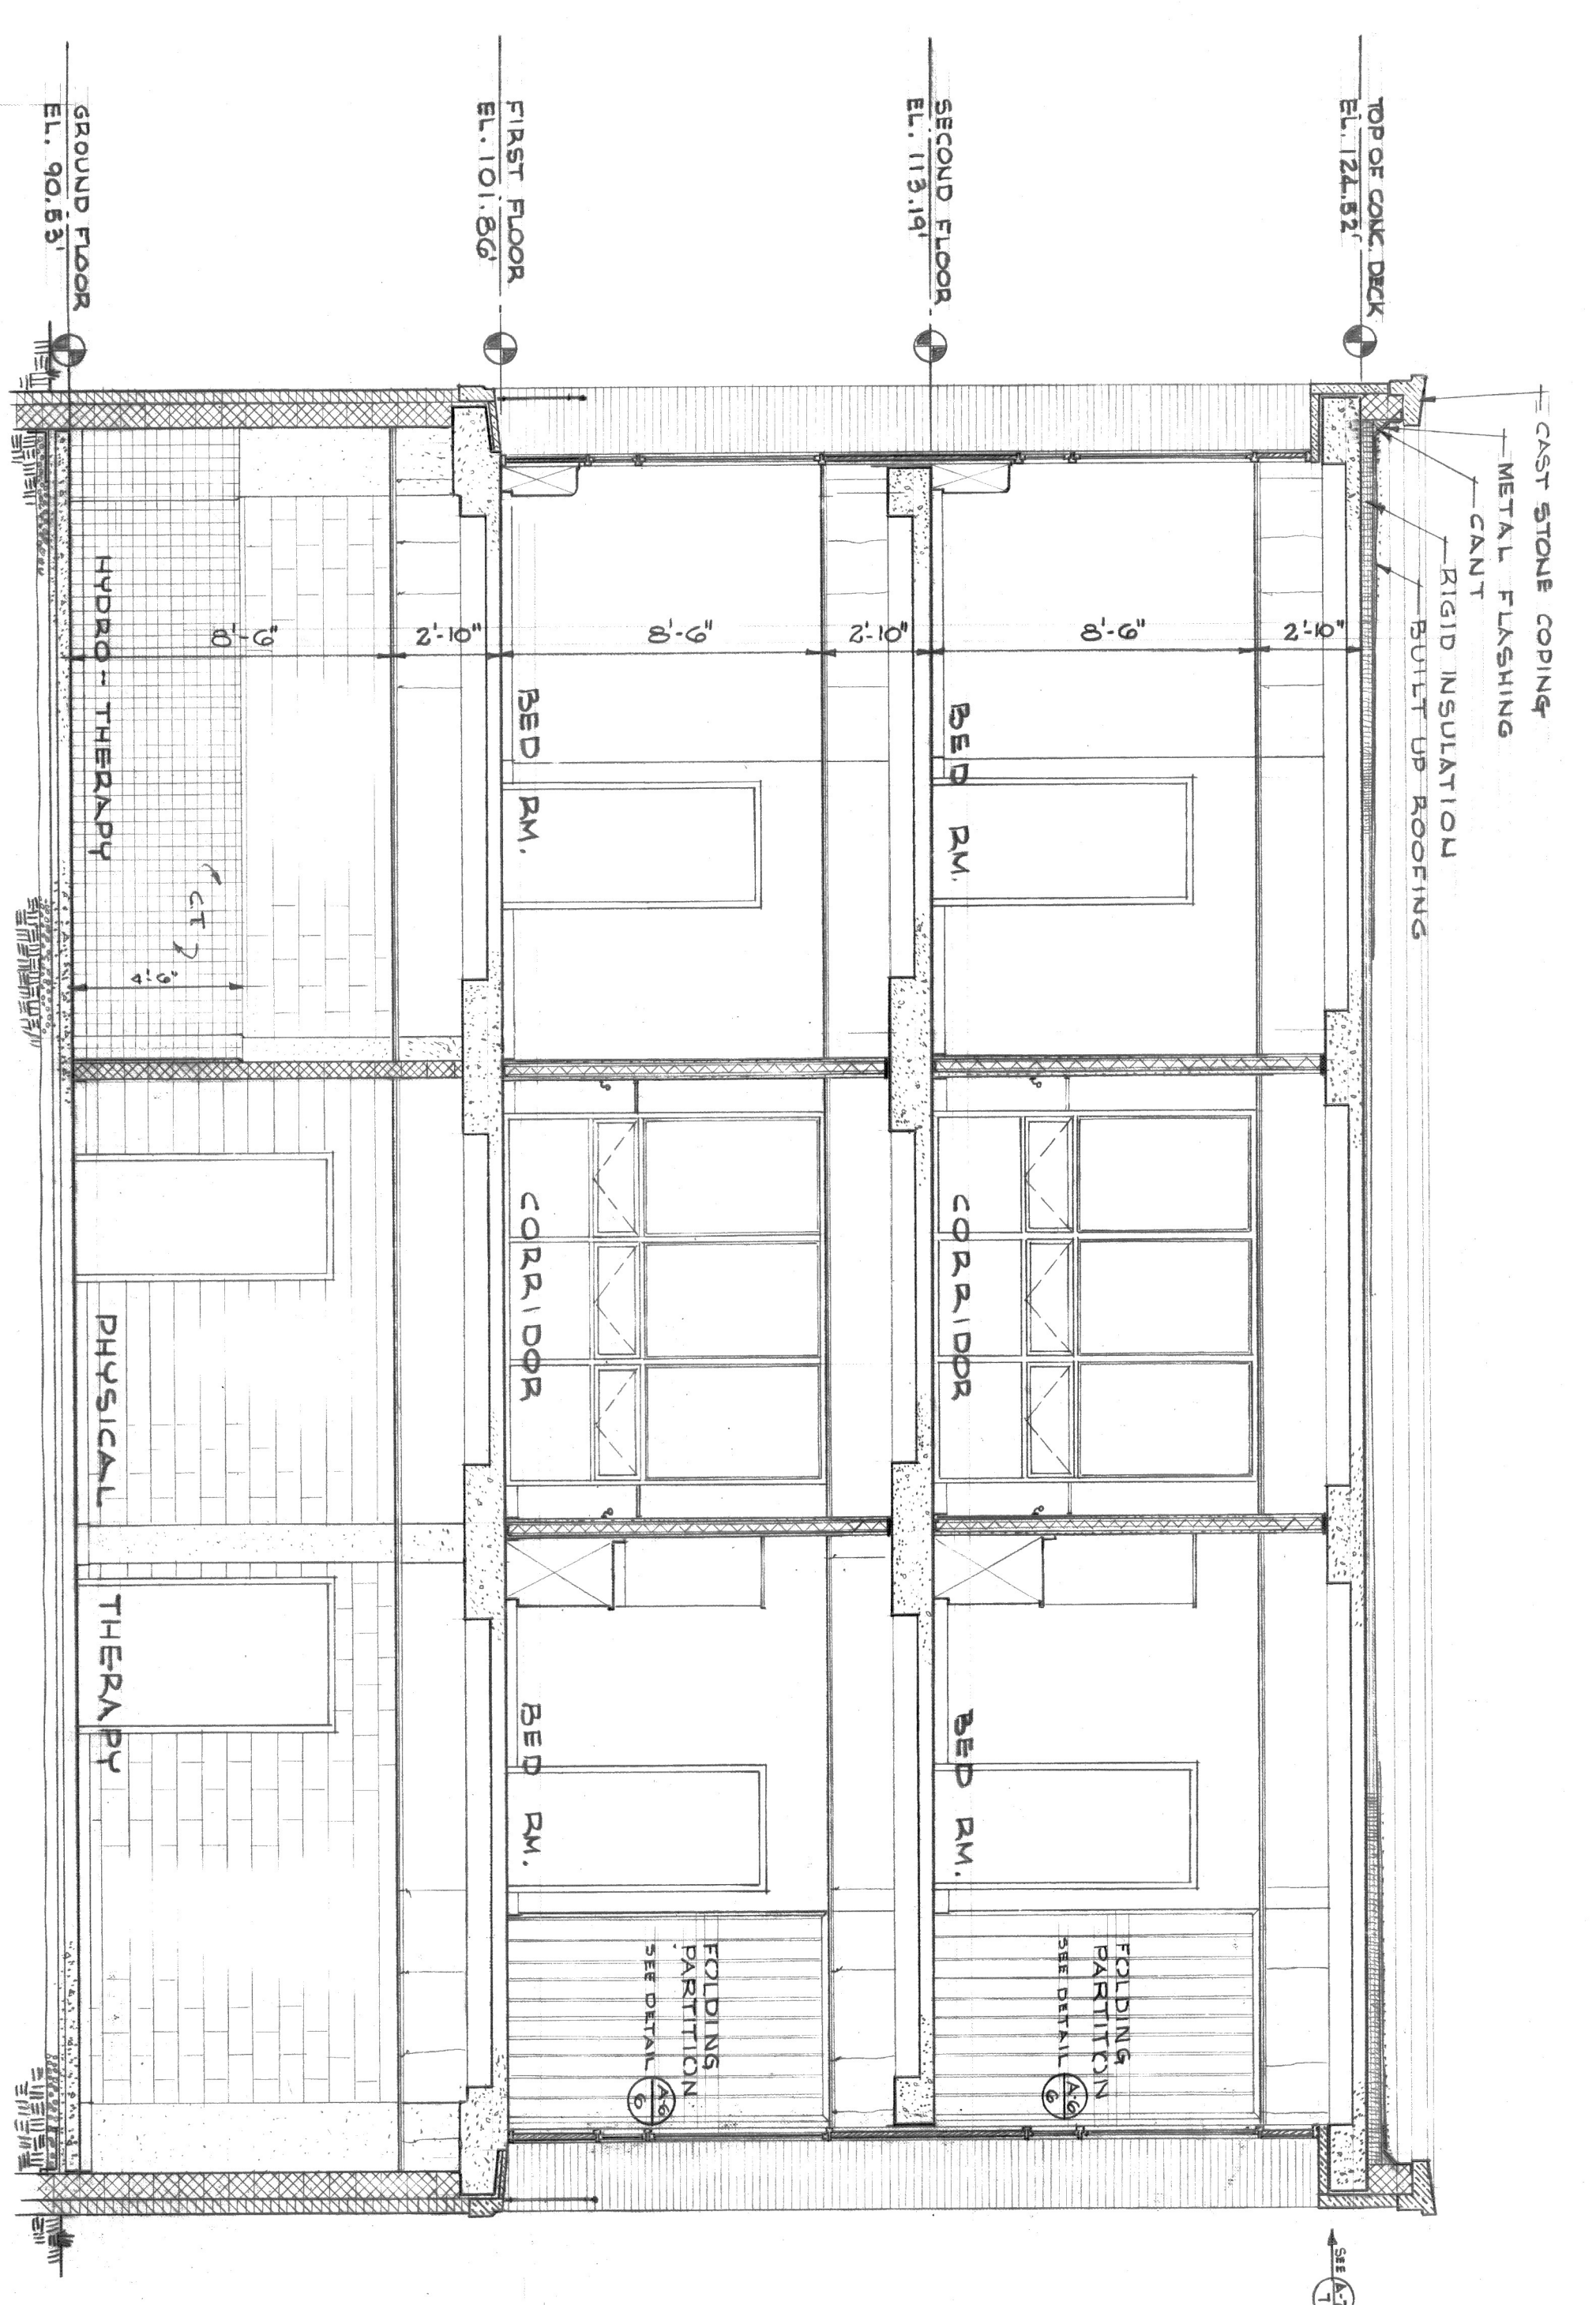 CAST STONE COPING
METAL FLASHING
CANT
RIGID INSULATION
BUILT UP ROOFING
TOP OF CONC. DECK
EL. 124.52'
SECOND FLOOR
EL. 113.19'
FIRST FLOOR
EL. 101.86'
GROUND FLOOR
EL. 90.53'
2'-10"
8'-6"
2'-10"
8'-6"
2'-10"
8'-6"
BED RM.
CORRIDOR
BED RM.
FOLDING
PARTITION
SEE DETAIL
A-6
6
BED RM.
CORRIDOR
BED RM.
FOLDING
PARTITION
SEE DETAIL
A-6
6
CT
4'-6"
HYDRO-THERAPY
PHYSICAL THERAPY
SEE A-7
7